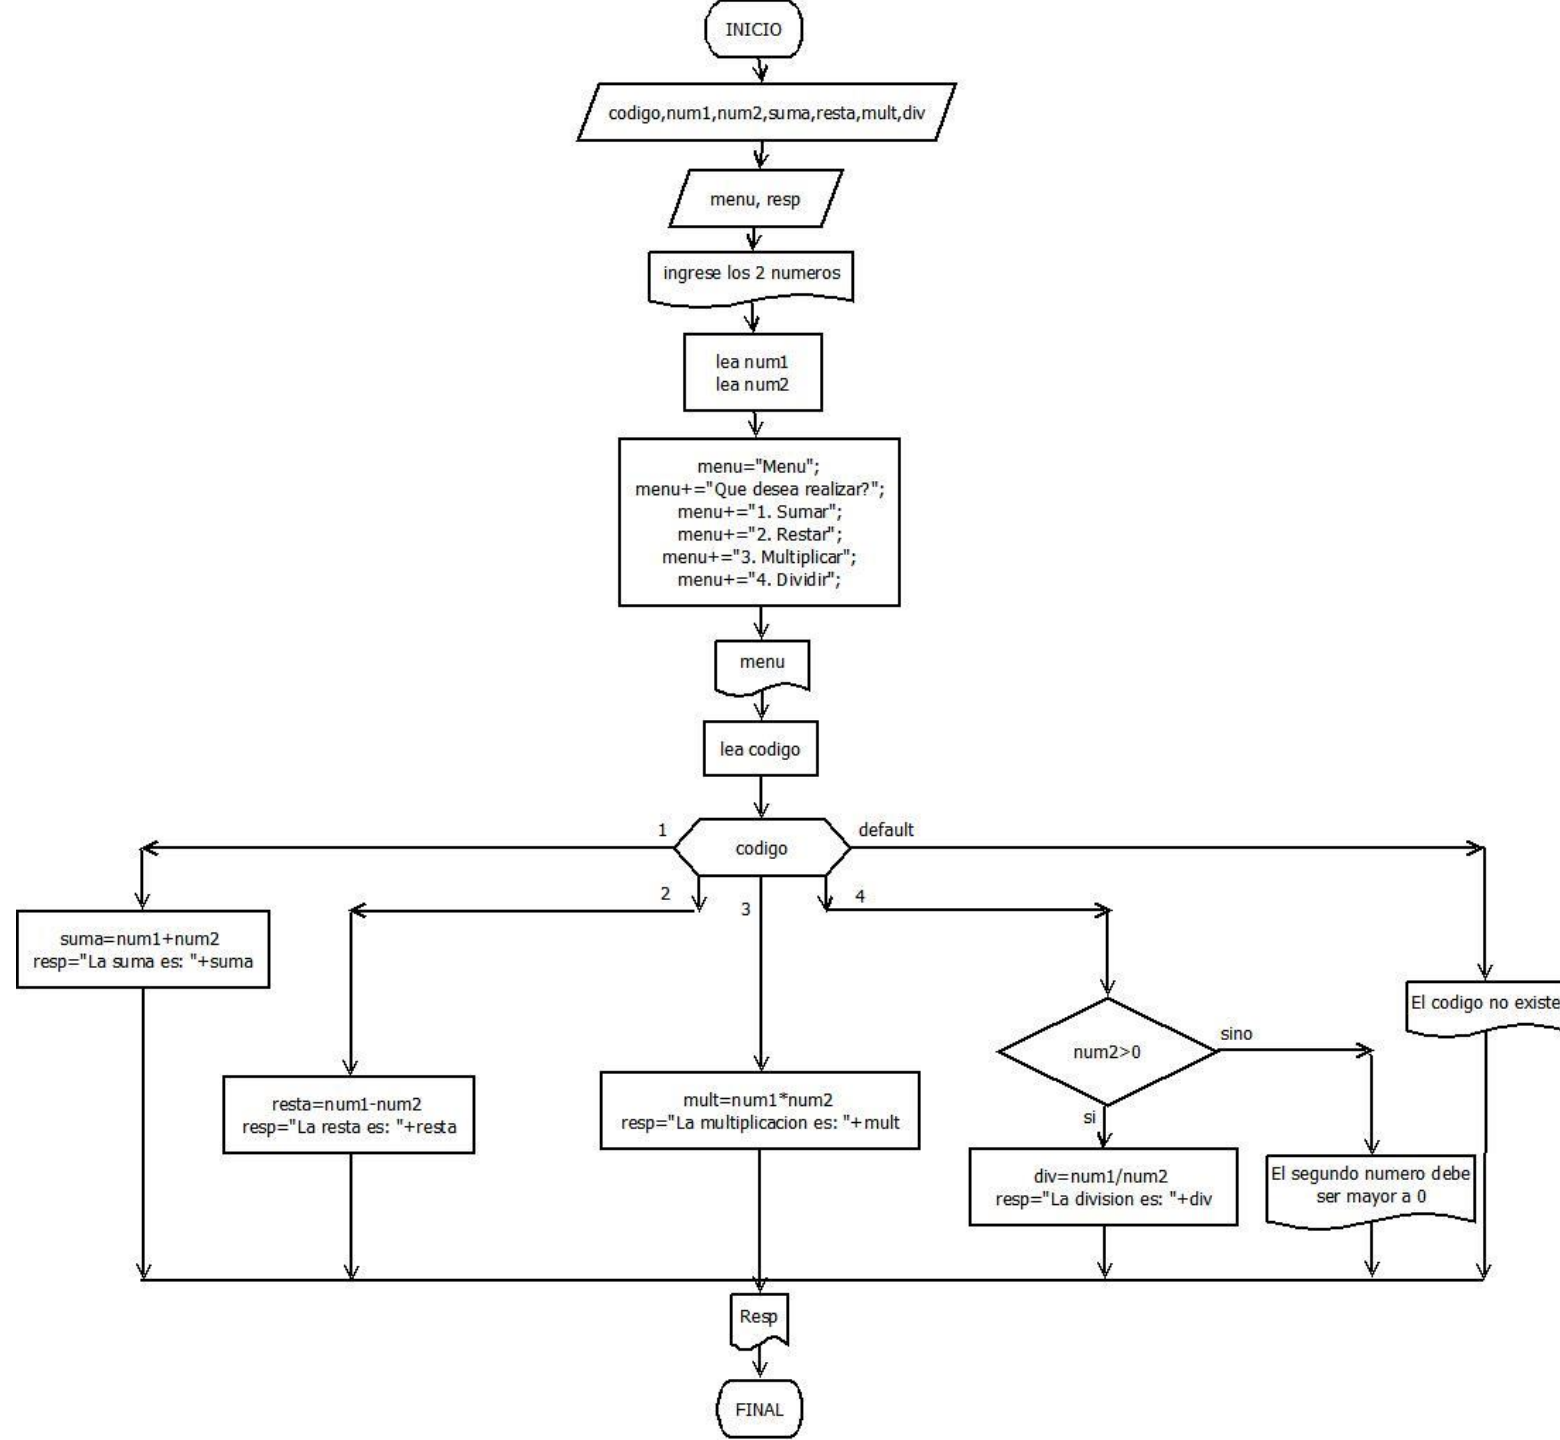 INICIO
codigo,num1,num2,suma,resta,mult,div
menu, resp
ingrese los 2 numeros
lea num1
lea num2
menu="Menu";
menu+="Que desea realizar?";
menu+="1. Sumar";
menu+="2. Restar";
menu+="3. Multiplicar";
menu+="4. Dividir";
menu
lea codigo
codigo
1
default
2
3
4
suma=num1+num2
resp="La suma es: "+suma
resta=num1-num2
resp="La resta es: "+resta
mult=num1*num2
resp="La multiplicacion es: "+mult
num2>0
sino
si
div=num1/num2
resp="La division es: "+div
El segundo numero debe
ser mayor a 0
El codigo no existe
Resp
FINAL